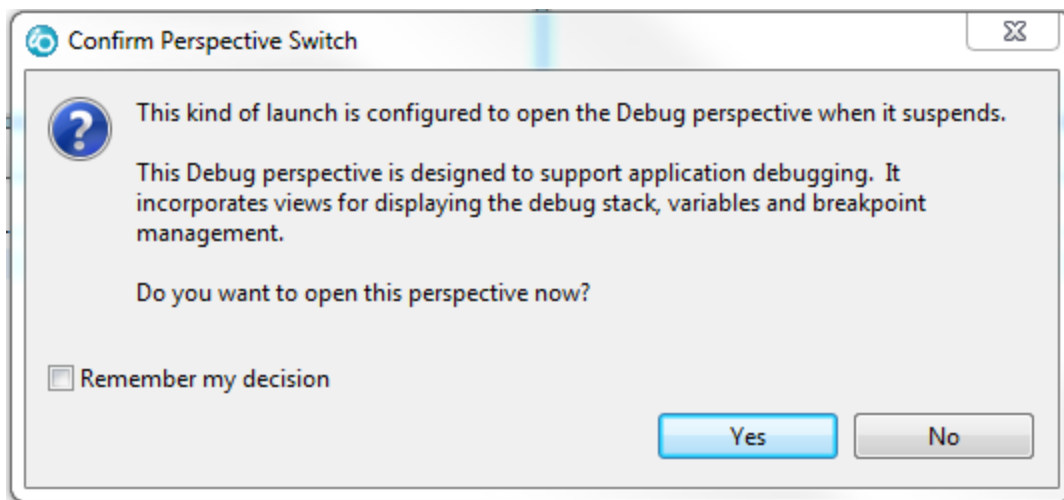 Confirm Perspective Switch
This kind of launch is configured to open the Debug perspective when it suspends.
This Debug perspective is designed to support application debugging.  It
incorporates views for displaying the debug stack, variables and breakpoint
management.
Do you want to open this perspective now?
Remember my decision
Yes
No